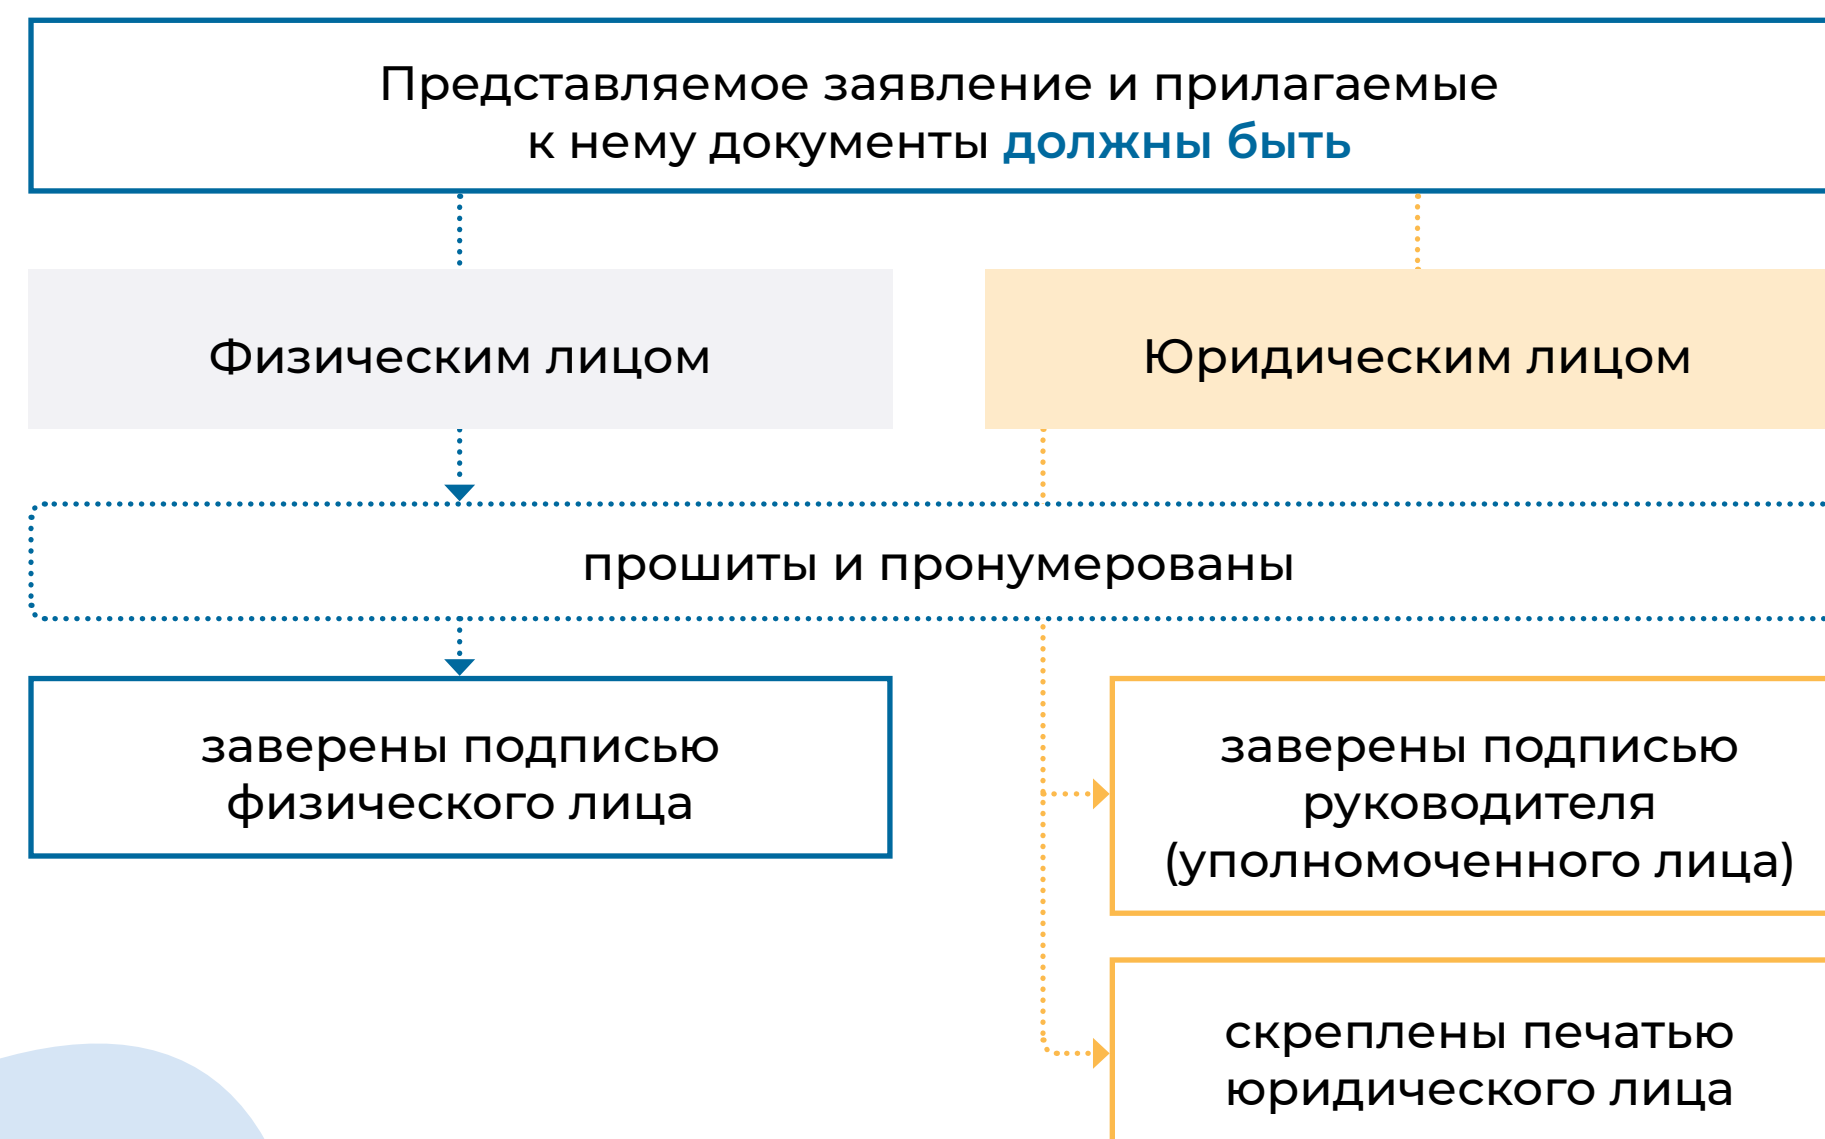 Представляемое заявление и прилагаемые
к нему документы должны быть
Физическим лицом
Юридическим лицом
прошиты и пронумерованы
заверены подписью
физического лица
заверены подписью
руководителя
(уполномоченного лица)
скреплены печатью
юридического лица